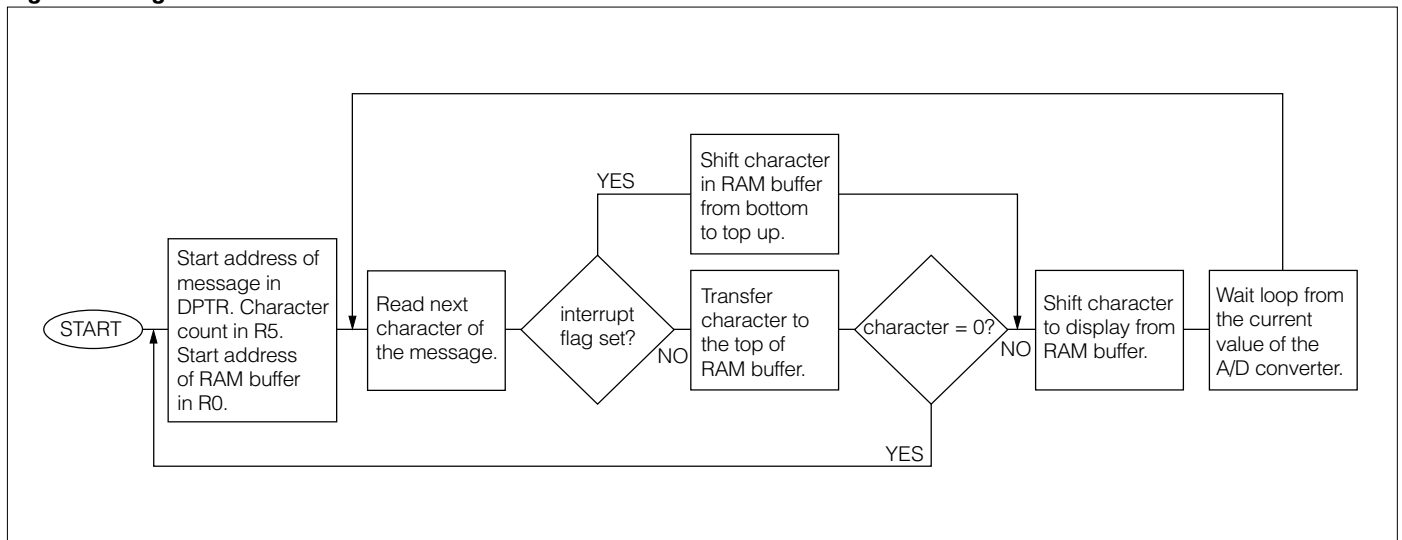 START
Start address of
message in
DPTR. Character
count in R5.
Start address
of RAM buffer
in R0.
Read next
character of
the message.
interrupt
flag set?
YES
Shift character
in RAM buffer
from bottom
to top up.
NO
Transfer
character to
the top of
RAM buffer.
character = 0?
YES
NO
Shift character
to display from
RAM buffer.
Wait loop from
the current
value of the
A/D converter.